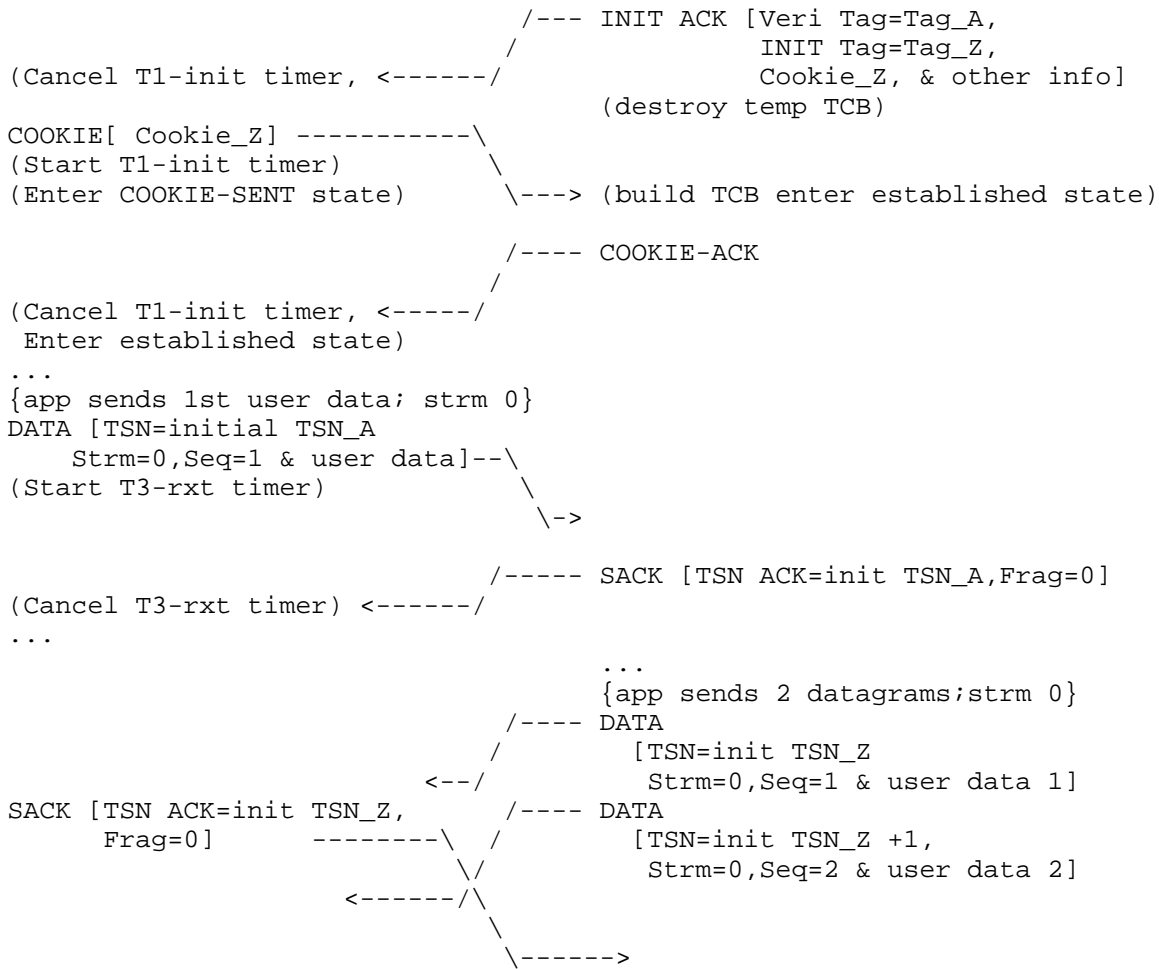 /--- INIT ACK [Veri Tag=Tag_A,
                                /               INIT Tag=Tag_Z,
(Cancel T1-init timer, <------/                Cookie_Z, & other info]
                                      (destroy temp TCB)
COOKIE[ Cookie_Z] -----------\
(Start T1-init timer)         \
(Enter COOKIE-SENT state)      \---> (build TCB enter established state)

                                /---- COOKIE-ACK
                               /
(Cancel T1-init timer, <-----/
 Enter established state)
...
{app sends 1st user data; strm 0}
DATA [TSN=initial TSN_A
    Strm=0,Seq=1 & user data]--\
(Start T3-rxt timer)            \
                                 \->

                              /----- SACK [TSN ACK=init TSN_A,Frag=0]
(Cancel T3-rxt timer) <------/
...
                                     ...
                                     {app sends 2 datagrams;strm 0}
                               /---- DATA
                              /        [TSN=init TSN_Z
                          <--/          Strm=0,Seq=1 & user data 1]
SACK [TSN ACK=init TSN_Z,      /---- DATA
      Frag=0]      --------\  /        [TSN=init TSN_Z +1,
                            \/          Strm=0,Seq=2 & user data 2]
                     <------/\
                              \
                               \------>